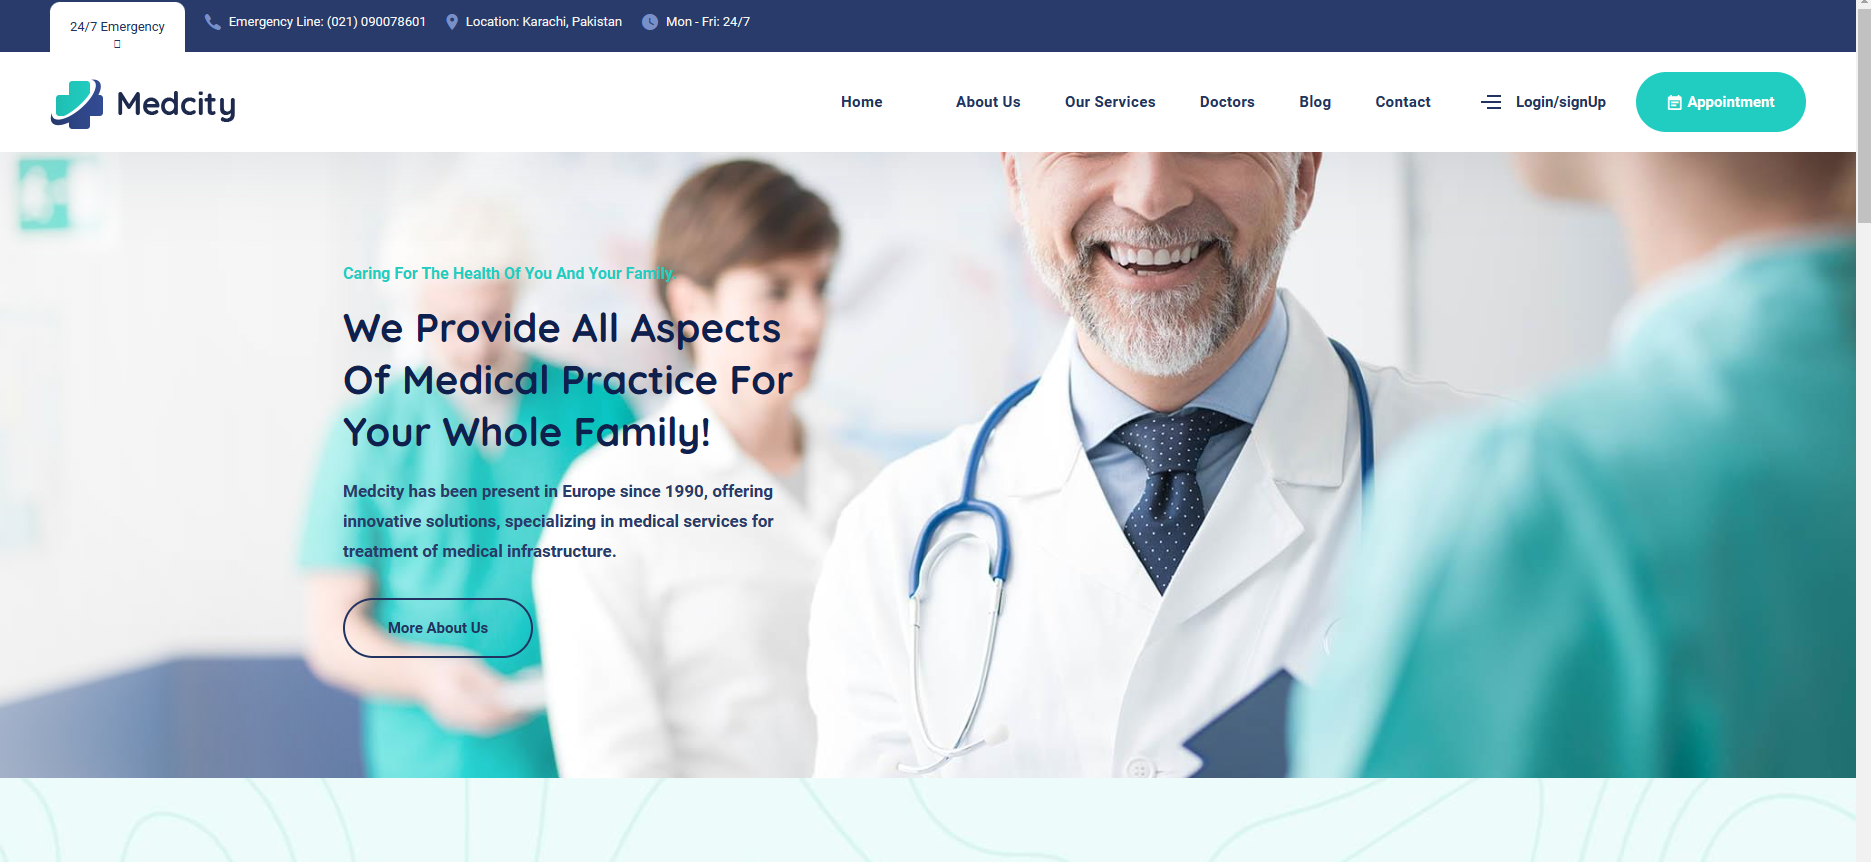 24/7 Emergency
Emergency Line: (021) 090078601
Location: Karachi, Pakistan
Mon - Fri: 24/7
Medcity
Home
About Us
Our Services
Doctors
Blog
Contact
Login/signUp
Appointment
Caring For The Health Of You And Your Family
We Provide All Aspects
Of Medical Practice For
Your Whole Family!
Medcity has been present in Europe since 1990, offering
innovative solutions, specializing in medical services for
treatment of medical infrastructure.
More About Us